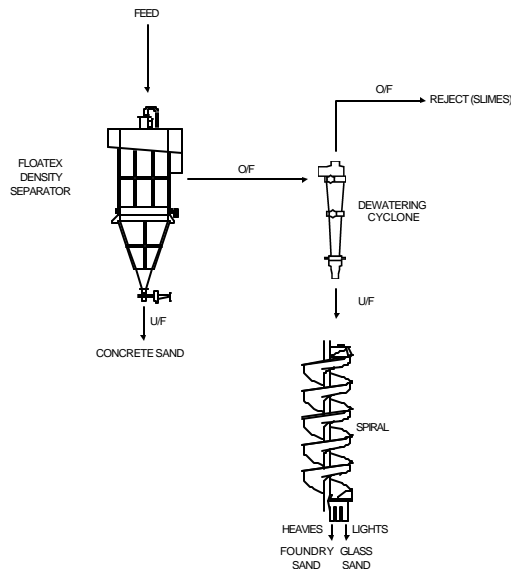 FEED
O/F
REJECT (SLIMES)
FLOATEX
DENSITY
SEPARATOR
O/F
DEWATERING
CYCLONE
U/F
U/F
CONCRETE SAND
SPIRAL
HEAVIES
LIGHTS
FOUNDRY
SAND
GLASS
SAND